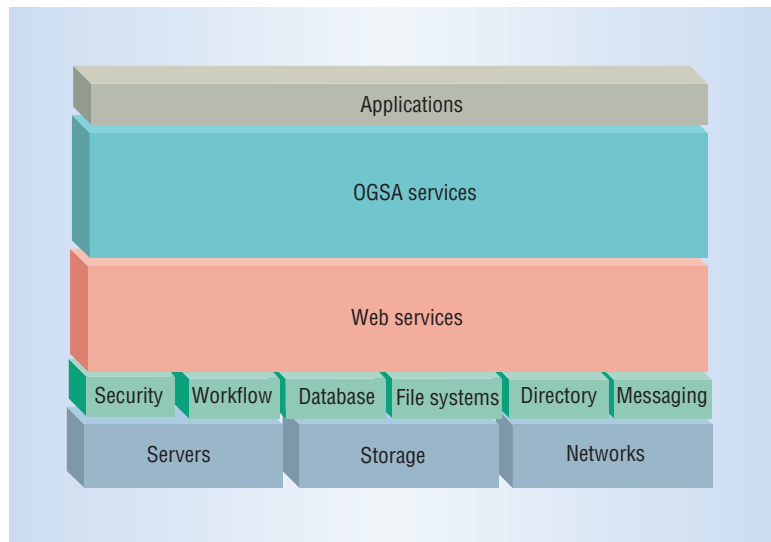 Applications
OGSA services
Web services
Security Workflow Database File systems Directory Messaging
Servers Storage Networks